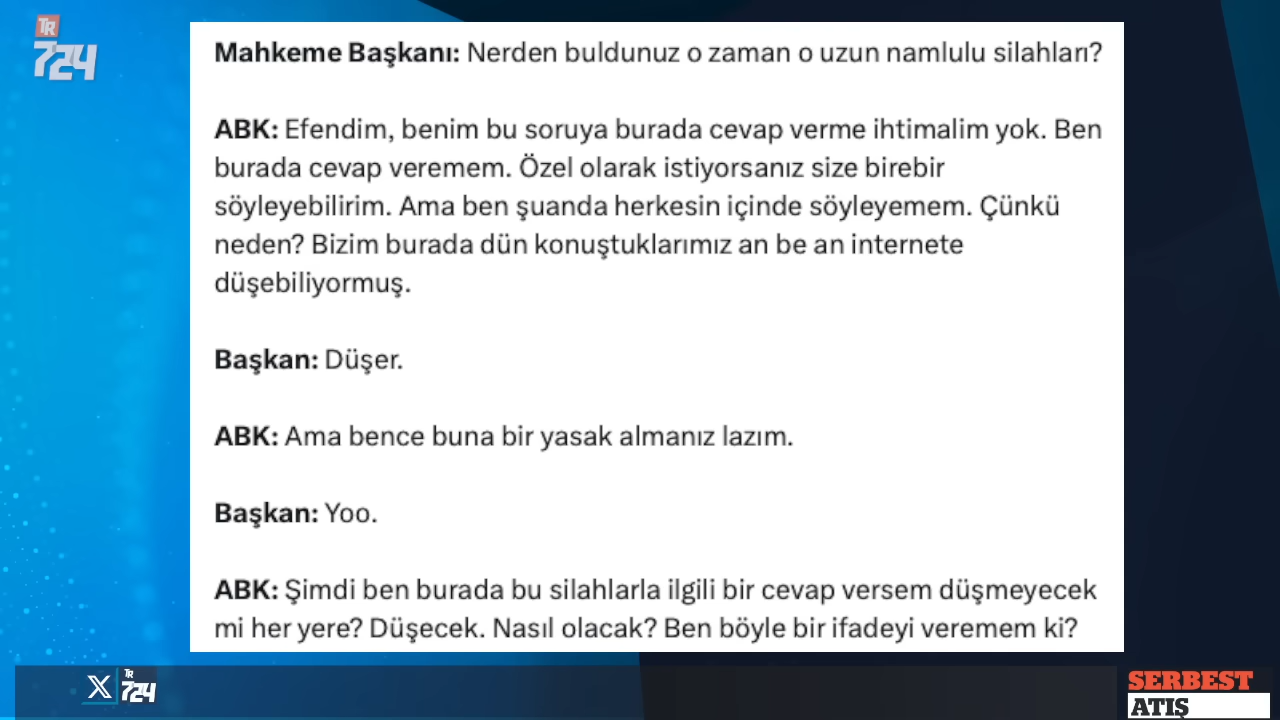 TR
724
Mahkeme Başkanı: Nerden buldunuz o zaman o uzun namlulu silahları?
ABK: Efendim, benim bu soruya burada cevap verme ihtimalim yok. Ben
burada cevap veremem. Özel olarak istiyorsanız size birebir
söyleyebilirim. Ama ben şuanda herkesin içinde söyleyemem. Çünkü
neden? Bizim burada dün konuştuklarımız an be an internete
düşebiliyormuş.
Başkan: Düşer.
ABK: Ama bence buna bir yasak almanız lazım.
Başkan: Yoo.
ABK: Şimdi ben burada bu silahlarla ilgili bir cevap versem düşmeyecek
mi her yere? Düşecek. Nasıl olacak? Ben böyle bir ifadeyi veremem ki?
X TR
724
SERBEST
ATIŞ